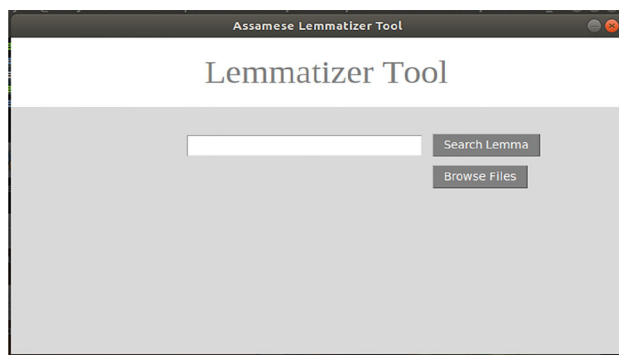 Assamese Lemmatizer Tool
Lemmatizer Tool
Search Lemma
Browse Files